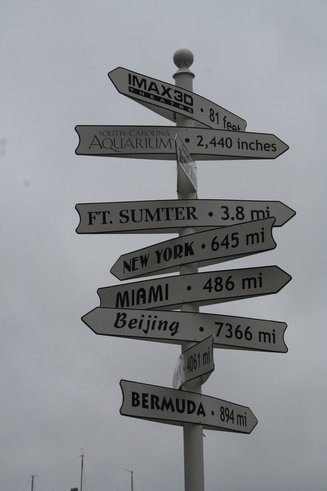 IMAX3D
THEATRE • 81 feet
SOUTH CAROLINA
AQUARIUM • 2,440 inches
FT. SUMTER • 3.8 mi
NEW YORK • 645 mi
MIAMI • 486 mi
Beijing • 7366 mi
4061 mi
BERMUDA • 894 mi